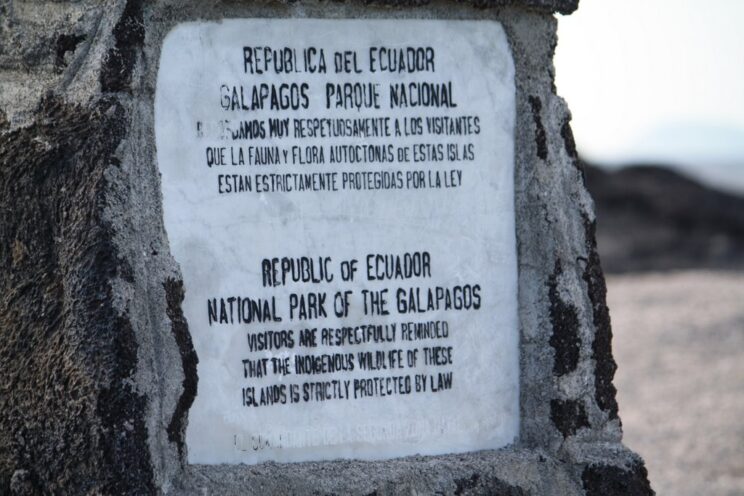 REPUBLICA DEL ECUADOR
GALAPAGOS PARQUE NACIONAL
MUY RESPETUOSAMENTE A LOS VISITANTES
QUE LA FAUNA Y FLORA AUTOCTONAS DE ESTAS ISLAS
ESTAN ESTRICTAMENTE PROTEGIDAS POR LA LEY
REPUBLIC OF ECUADOR
NATIONAL PARK OF THE GALAPAGOS
VISITORS ARE RESPECTFULLY REMINDED
THAT THE INDIGENOUS WILDLIFE OF THESE
ISLANDS IS STRICTLY PROTECTED BY LAW